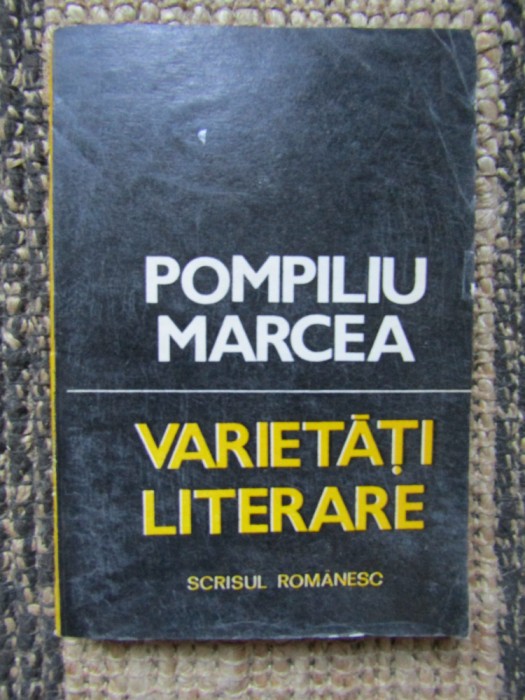 POMPILIU
MARCEA
VARIETĂȚI
LITERARE
SCRISUL ROMÂNESC